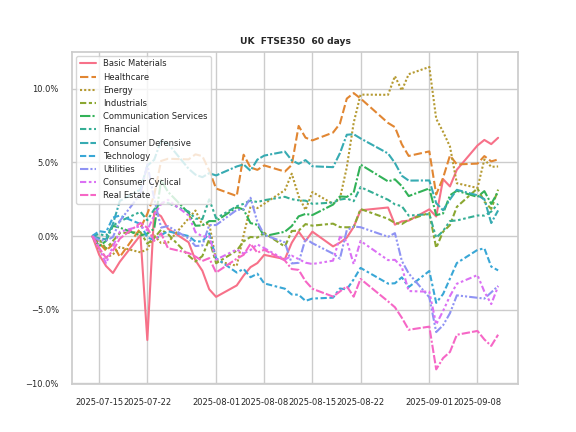 UK  FTSE350  60 days
Basic Materials
Healthcare
Energy
Industrials
Communication Services
Financial
Consumer Defensive
Technology
Utilities
Consumer Cyclical
Real Estate
10.0%
5.0%
0.0%
−5.0%
−10.0%
2025-07-15 2025-07-22 2025-08-01 2025-08-08 2025-08-15 2025-08-22 2025-09-01 2025-09-08